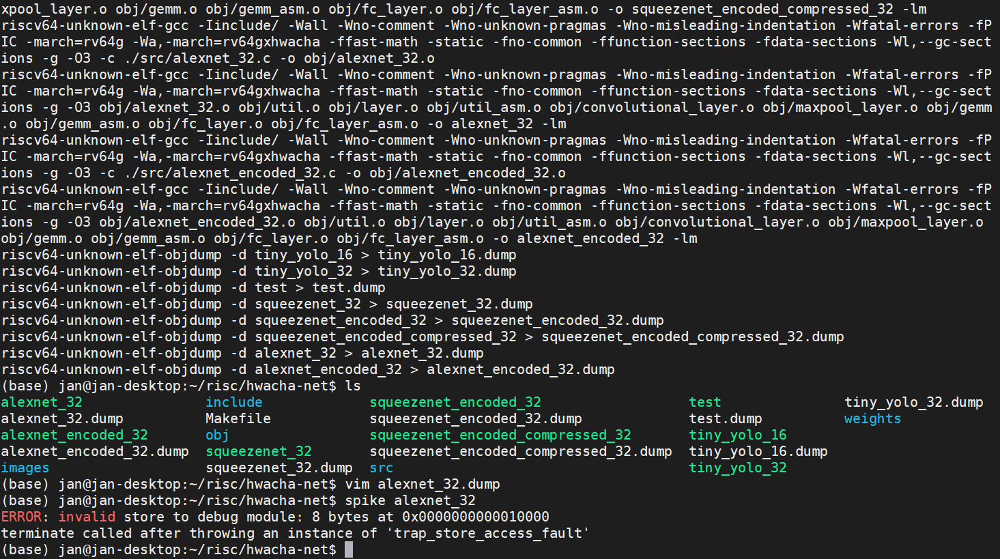 xpool_layer.o obj/gemm.o obj/gemm_asm.o obj/fc_layer.o obj/fc_layer_asm.o -o squeezenet_encoded_compressed_32 -lm
riscv64-unknown-elf-gcc -Iinclude/ -Wall -Wno-comment -Wno-unknown-pragmas -Wno-misleading-indentation -Wfatal-errors -fP
IC -march=rv64g -Wa,-march=rv64gxhwacha -ffast-math -static -fno-common -ffunction-sections -fdata-sections -Wl,--gc-sect
ions -g -O3 -c ./src/alexnet_32.c -o obj/alexnet_32.o
riscv64-unknown-elf-gcc -Iinclude/ -Wall -Wno-comment -Wno-unknown-pragmas -Wno-misleading-indentation -Wfatal-errors -fP
IC -march=rv64g -Wa,-march=rv64gxhwacha -ffast-math -static -fno-common -ffunction-sections -fdata-sections -Wl,--gc-sect
ions -g -O3 obj/alexnet_32.o obj/util.o obj/layer.o obj/util_asm.o obj/convolutional_layer.o obj/maxpool_layer.o obj/gemm
.o obj/gemm_asm.o obj/fc_layer.o obj/fc_layer_asm.o -o alexnet_32 -lm
riscv64-unknown-elf-gcc -Iinclude/ -Wall -Wno-comment -Wno-unknown-pragmas -Wno-misleading-indentation -Wfatal-errors -fP
IC -march=rv64g -Wa,-march=rv64gxhwacha -ffast-math -static -fno-common -ffunction-sections -fdata-sections -Wl,--gc-sect
ions -g -O3 -c ./src/alexnet_encoded_32.c -o obj/alexnet_encoded_32.o
riscv64-unknown-elf-gcc -Iinclude/ -Wall -Wno-comment -Wno-unknown-pragmas -Wno-misleading-indentation -Wfatal-errors -fP
IC -march=rv64g -Wa,-march=rv64gxhwacha -ffast-math -static -fno-common -ffunction-sections -fdata-sections -Wl,--gc-sect
ions -g -O3 obj/alexnet_encoded_32.o obj/util.o obj/layer.o obj/util_asm.o obj/convolutional_layer.o obj/maxpool_layer.o
obj/gemm.o obj/gemm_asm.o obj/fc_layer.o obj/fc_layer_asm.o -o alexnet_encoded_32 -lm
riscv64-unknown-elf-objdump -d tiny_yolo_16 > tiny_yolo_16.dump
riscv64-unknown-elf-objdump -d tiny_yolo_32 > tiny_yolo_32.dump
riscv64-unknown-elf-objdump -d test > test.dump
riscv64-unknown-elf-objdump -d squeezenet_32 > squeezenet_32.dump
riscv64-unknown-elf-objdump -d squeezenet_encoded_32 > squeezenet_encoded_32.dump
riscv64-unknown-elf-objdump -d squeezenet_encoded_compressed_32 > squeezenet_encoded_compressed_32.dump
riscv64-unknown-elf-objdump -d alexnet_32 > alexnet_32.dump
riscv64-unknown-elf-objdump -d alexnet_encoded_32 > alexnet_encoded_32.dump
(base) jan@jan-desktop:~/risc/hwacha-net$ ls
alexnet_32 include squeezenet_encoded_32 test tiny_yolo_32.dump
alexnet_32.dump Makefile squeezenet_encoded_32.dump test.dump weights
alexnet_encoded_32 obj squeezenet_encoded_compressed_32 tiny_yolo_16
alexnet_encoded_32.dump squeezenet_32 squeezenet_encoded_compressed_32.dump tiny_yolo_16.dump
images squeezenet_32.dump src tiny_yolo_32
(base) jan@jan-desktop:~/risc/hwacha-net$ vim alexnet_32.dump
(base) jan@jan-desktop:~/risc/hwacha-net$ spike alexnet_32
ERROR: invalid store to debug module: 8 bytes at 0x0000000000010000
terminate called after throwing an instance of 'trap_store_access_fault'
(base) jan@jan-desktop:~/risc/hwacha-net$